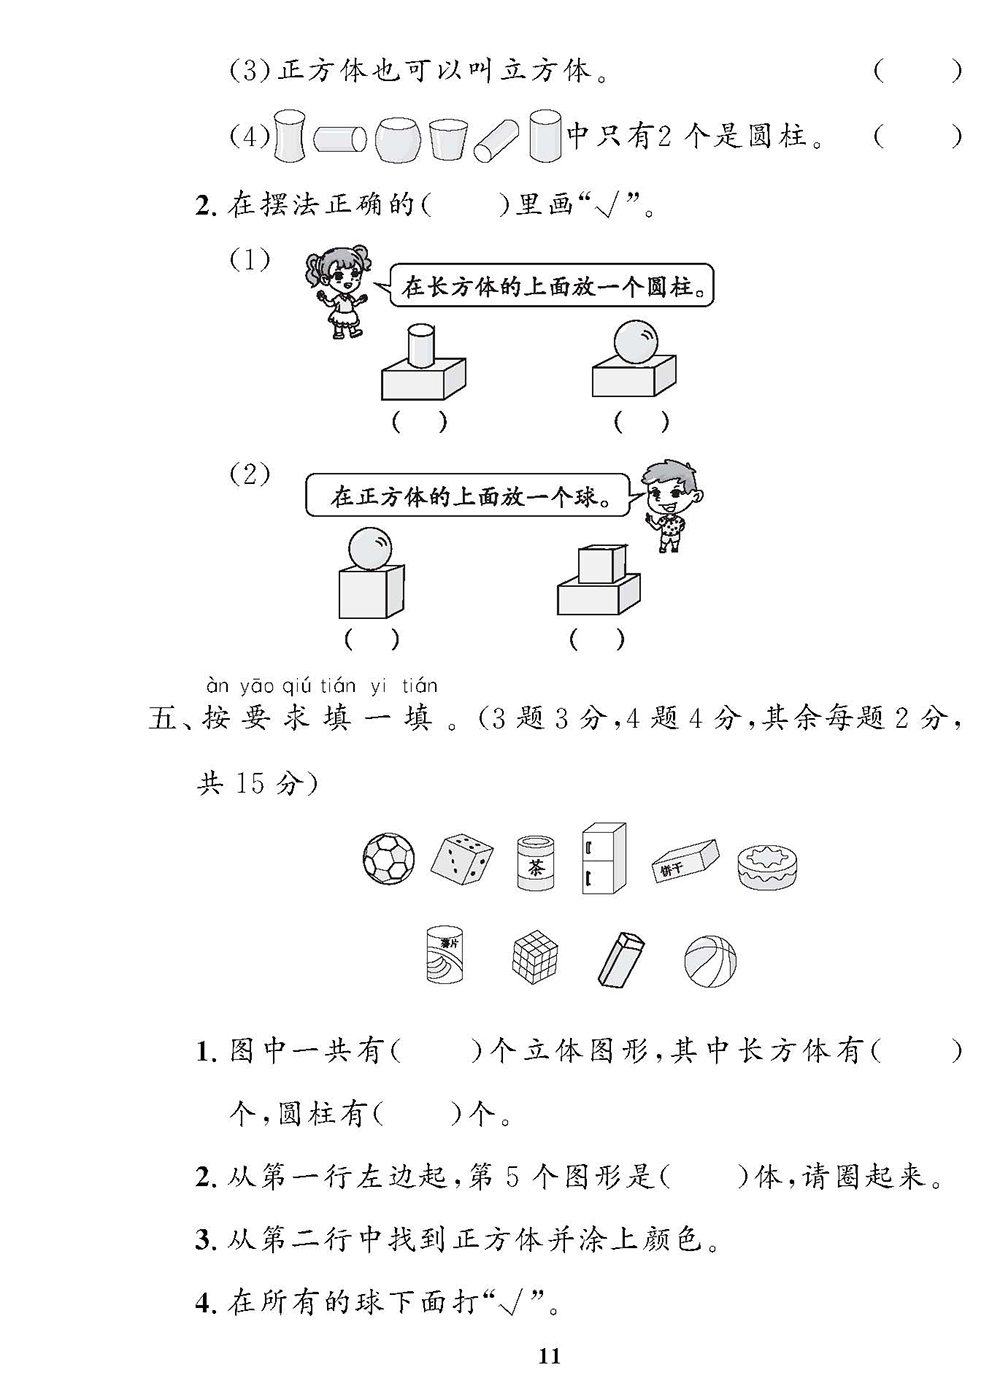 (3)正方体也可以叫立方体。 (　　)
(4) 中只有2个是圆柱。 (　　)
2.在摆法正确的(　　)里画“√”。
(1)
在长方体的上面放一个圆柱。
(　) (　)
(2)
在正方体的上面放一个球。
(　) (　)
àn yāo qiú tián yi tián
五、按要求填一填。(3题3分,4题4分,其余每题2分,
共15分)
茶 饼干
薯片
1.图中一共有(　　)个立体图形,其中长方体有(　　)
个,圆柱有(　　)个。
2.从第一行左边起,第5个图形是(　　)体,请圈起来。
3.从第二行中找到正方体并涂上颜色。
4.在所有的球下面打“√”。
11